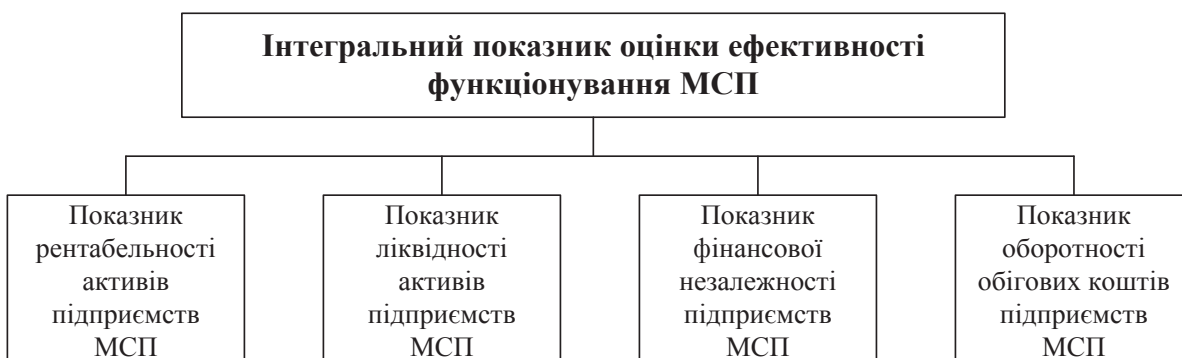 Інтегральний показник оцінки ефективності
функціонування МСП
Показник
рентабельності
активів
підприємств
МСП
Показник
ліквідності
активів
підприємств
МСП
Показник
фінансової
незалежності
підприємств
МСП
Показник
оборотності
обігових коштів
підприємств
МСП